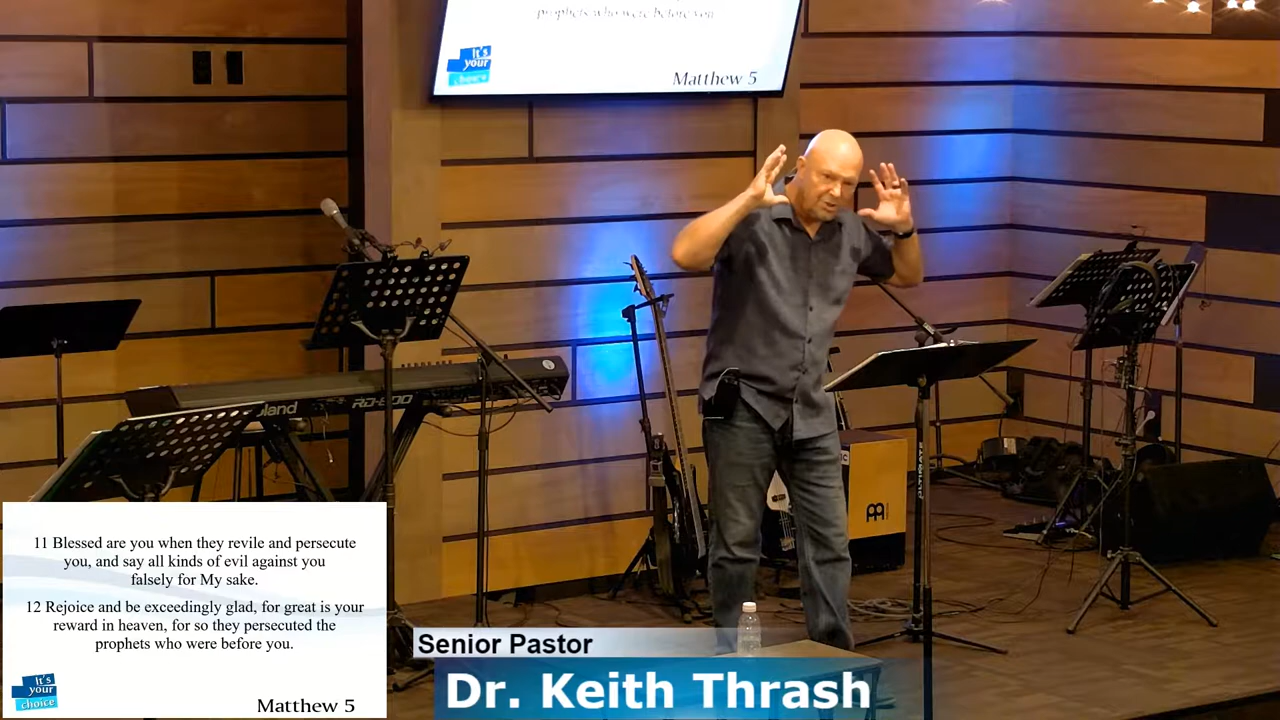 prophets who were before you.
It's
your
choice
Matthew 5
Roland
RD-800
11 Blessed are you when they revile and persecute
you, and say all kinds of evil against you
falsely for My sake.
12 Rejoice and be exceedingly glad, for great is your
reward in heaven, for so they persecuted the
prophets who were before you.
It's
your
choice
Matthew 5
Senior Pastor
Dr. Keith Thrash